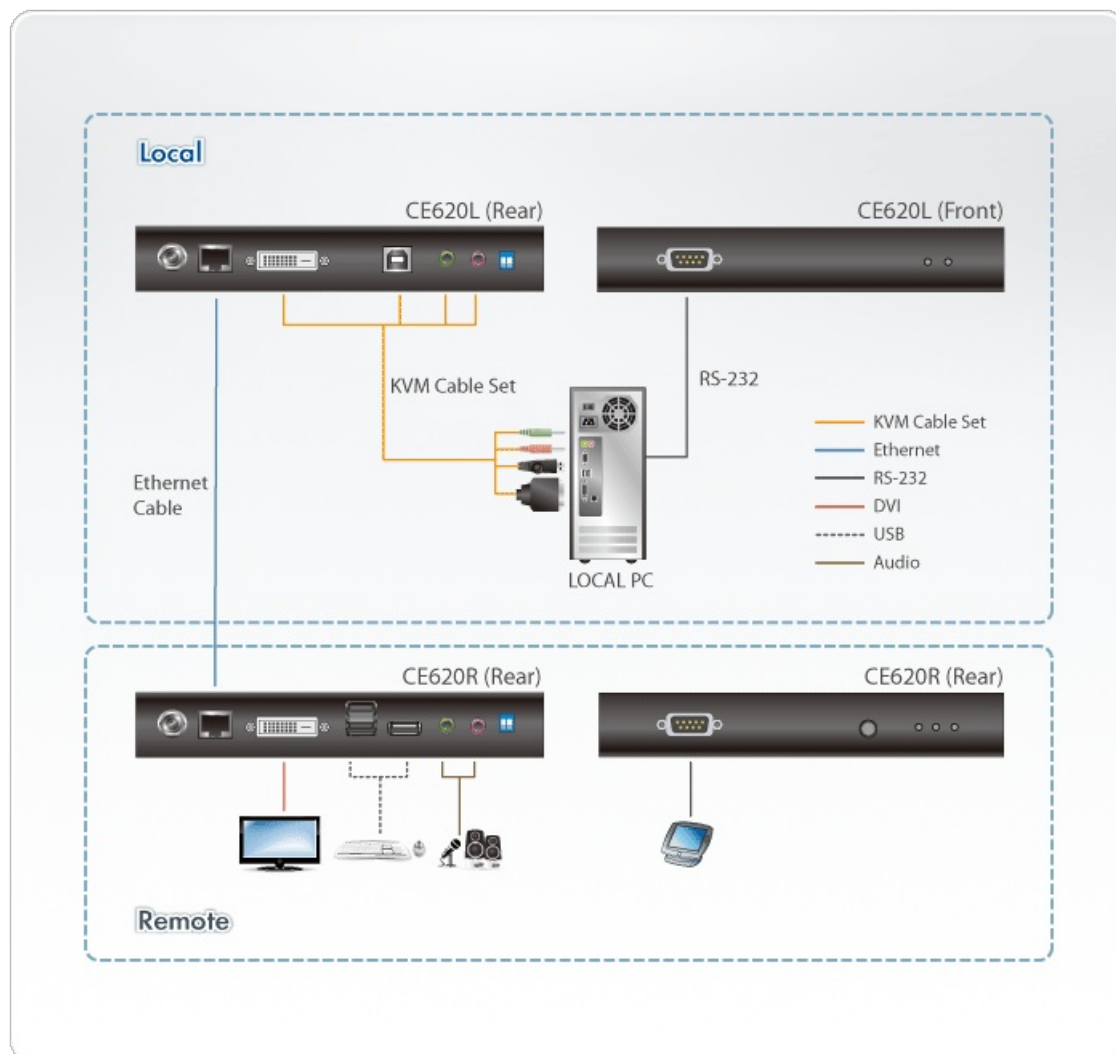 Local
CE620L (Rear)
CE620L (Front)
KVM Cable Set
RS-232
Ethernet
Cable
LOCAL PC
KVM Cable Set
Ethernet
RS-232
DVI
USB
Audio
CE620R (Rear)
CE620R (Rear)
Remote